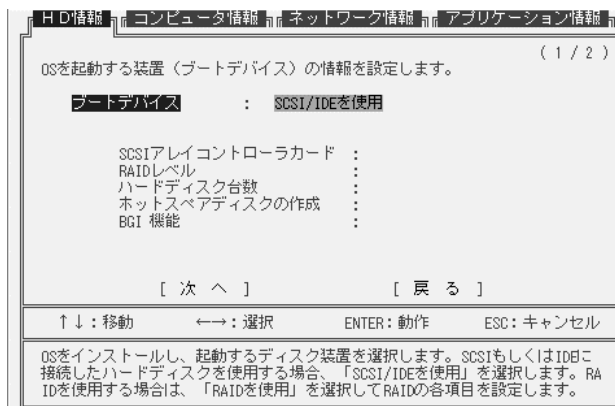 HD情報 コンピュータ情報 ネットワーク情報 アプリケーション情報
(1/2)
OSを起動する装置（ブートデバイス）の情報を設定します。
ブートデバイス : SCSI/IDEを使用
SCSIアレイコントローラカード :
RAIDレベル :
ハードディスク台数 :
ホットスペアディスクの作成 :
BGI 機能 :
[ 次 へ ] [ 戻 る ]
↑↓：移動 ←→：選択 ENTER：動作 ESC：キャンセル
OSをインストールし、起動するディスク装置を選択します。SCSIもしくはIDEに
接続したハードディスクを使用する場合、「SCSI/IDEを使用」を選択します。RA
IDを使用する場合は、「RAIDを使用」を選択してRAIDの各項目を設定します。